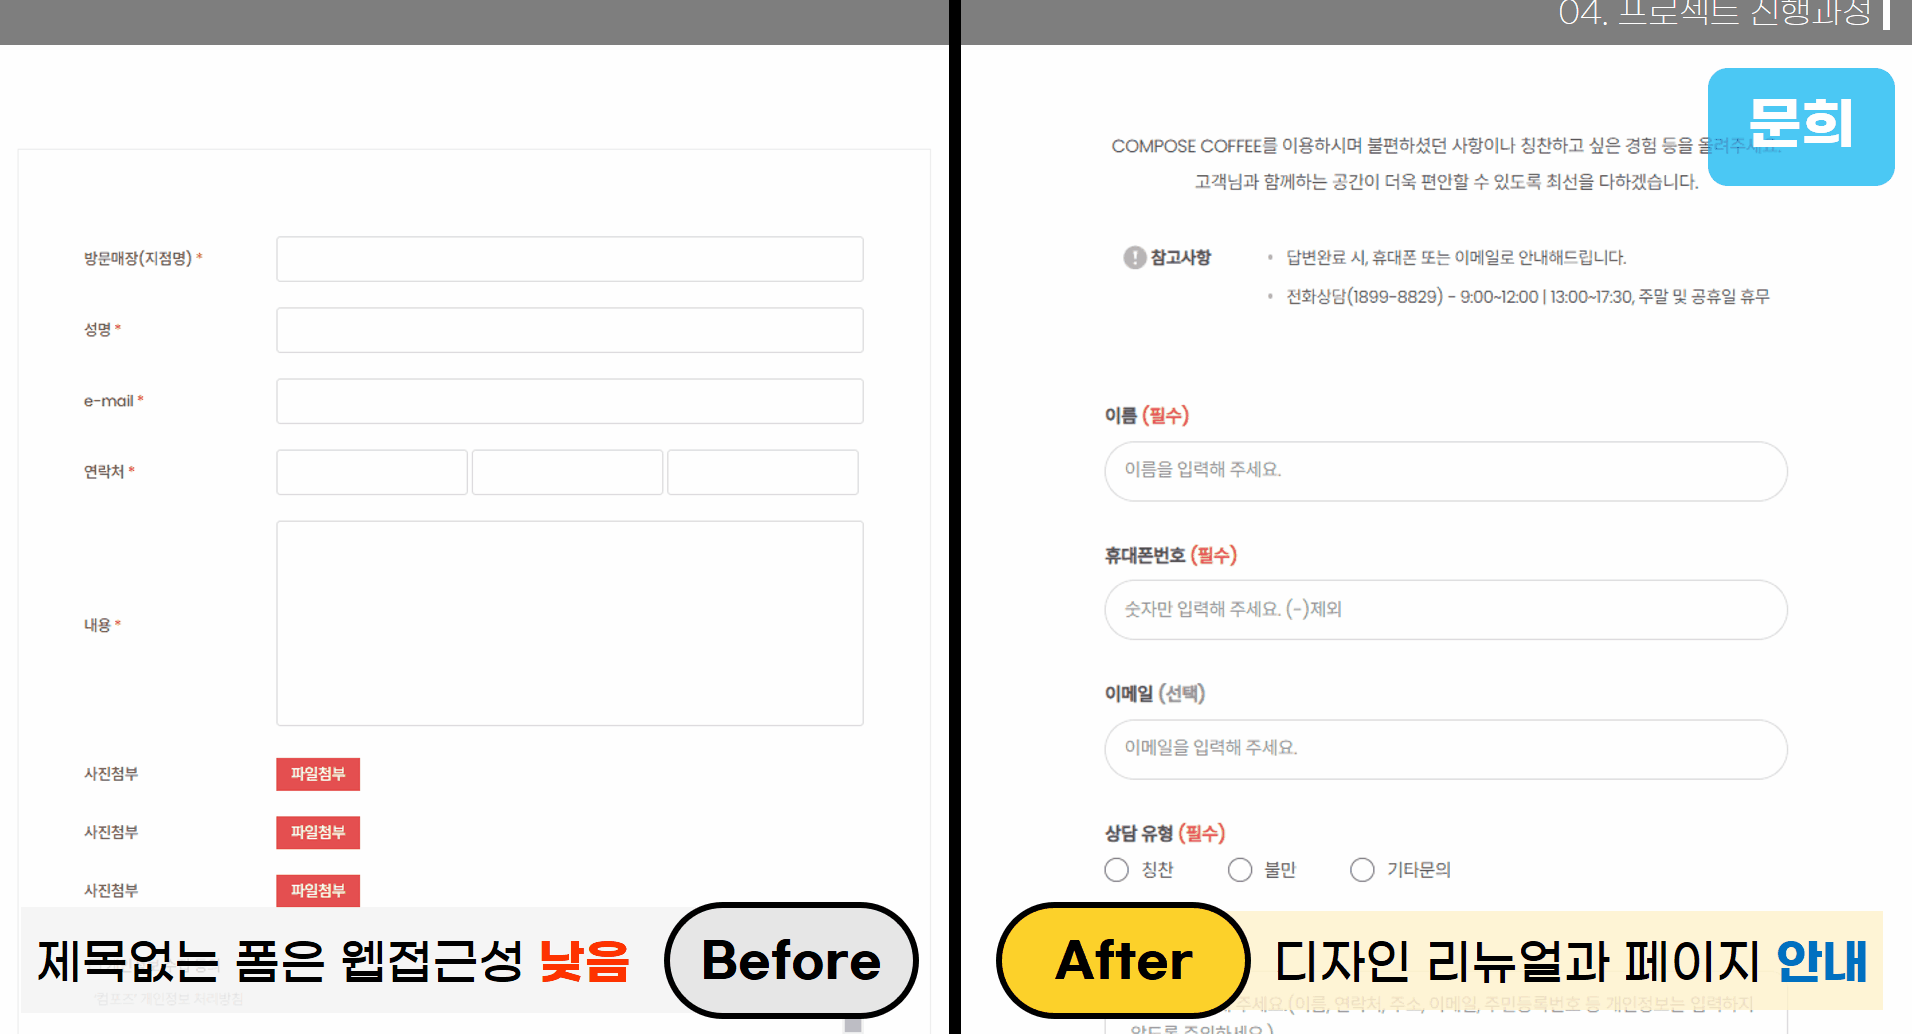 04. 프로젝트 진행과정
문희
방문매장(지점명) *
성명 *
e-mail *
연락처 *
내용 *
사진첨부 파일첨부
사진첨부 파일첨부
사진첨부 파일첨부
'컴포즈' 개인정보 처리방침
제목없는 폼은 웹접근성 낮음
Before
COMPOSE COFFEE를 이용하시며 불편하셨던 사항이나 칭찬하고 싶은 경험 등을 올려주세요.
고객님과 함께하는 공간이 더욱 편안할 수 있도록 최선을 다하겠습니다.
! 참고사항
• 답변완료 시, 휴대폰 또는 이메일로 안내해드립니다.
• 전화상담(1899-8829) - 9:00~12:00 | 13:00~17:30, 주말 및 공휴일 휴무
이름 (필수)
이름을 입력해 주세요.
휴대폰번호 (필수)
숫자만 입력해 주세요. (-)제외
이메일 (선택)
이메일을 입력해 주세요.
상담 유형 (필수)
칭찬 불만 기타문의
After
디자인 리뉴얼과 페이지 안내
주세요.(이름, 연락처, 주소, 이메일, 주민등록번호 등 개인정보는 입력하지
않도록 주의하세요.)